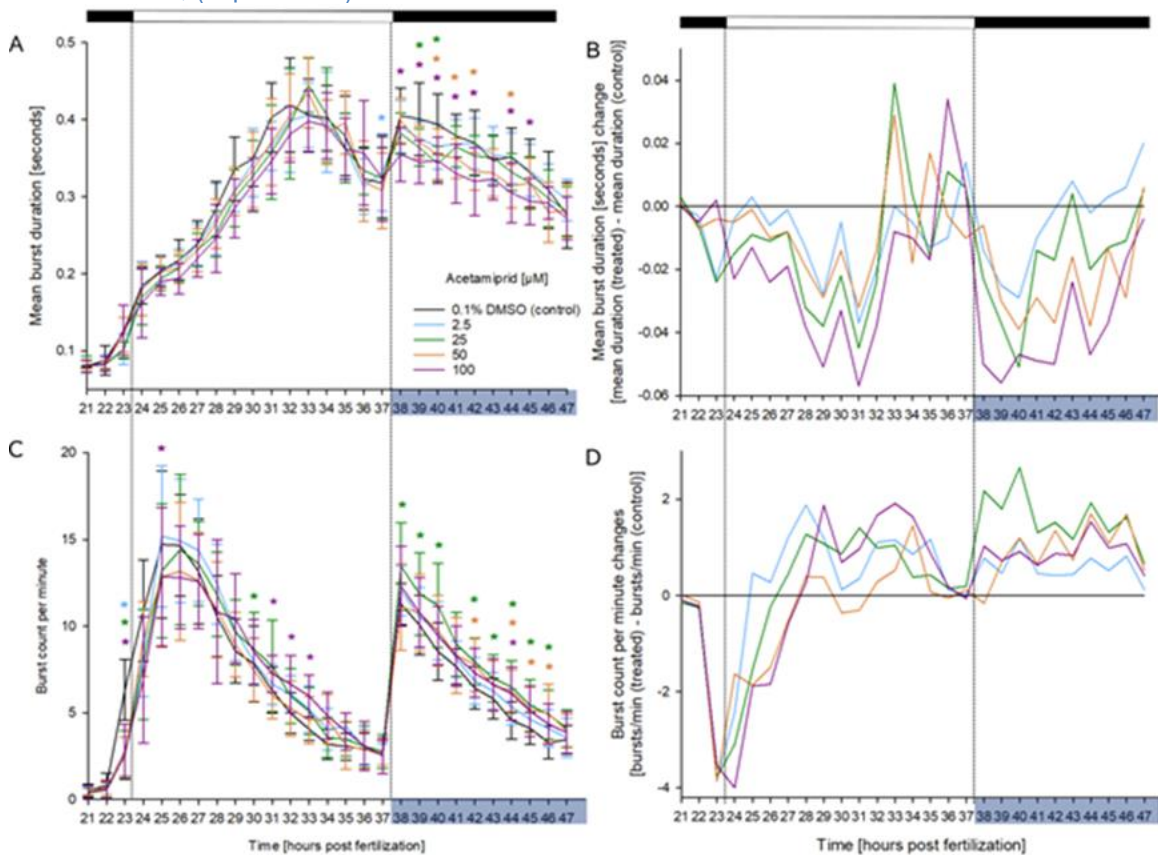 A
0.5
0.4
0.3
0.2
0.1
Mean burst duration [seconds]
Acetamiprid [µM]
0.1% DMSO (control)
2.5
25
50
100
21 22 23 24 25 26 27 28 29 30 31 32 33 34 35 36 37 38 39 40 41 42 43 44 45 46 47
B
0.04
0.02
0.00
-0.02
-0.04
-0.06
Mean burst duration [seconds] change
[mean duration (treated) - mean duration (control)]
21 22 23 24 25 26 27 28 29 30 31 32 33 34 35 36 37 38 39 40 41 42 43 44 45 46 47
C
20
15
10
5
0
Burst count per minute
21 22 23 24 25 26 27 28 29 30 31 32 33 34 35 36 37 38 39 40 41 42 43 44 45 46 47
Time [hours post fertilization]
D
2
0
-2
-4
Burst count per minute changes
[bursts/min (treated) - bursts/min (control)]
21 22 23 24 25 26 27 28 29 30 31 32 33 34 35 36 37 38 39 40 41 42 43 44 45 46 47
Time [hours post fertilization]